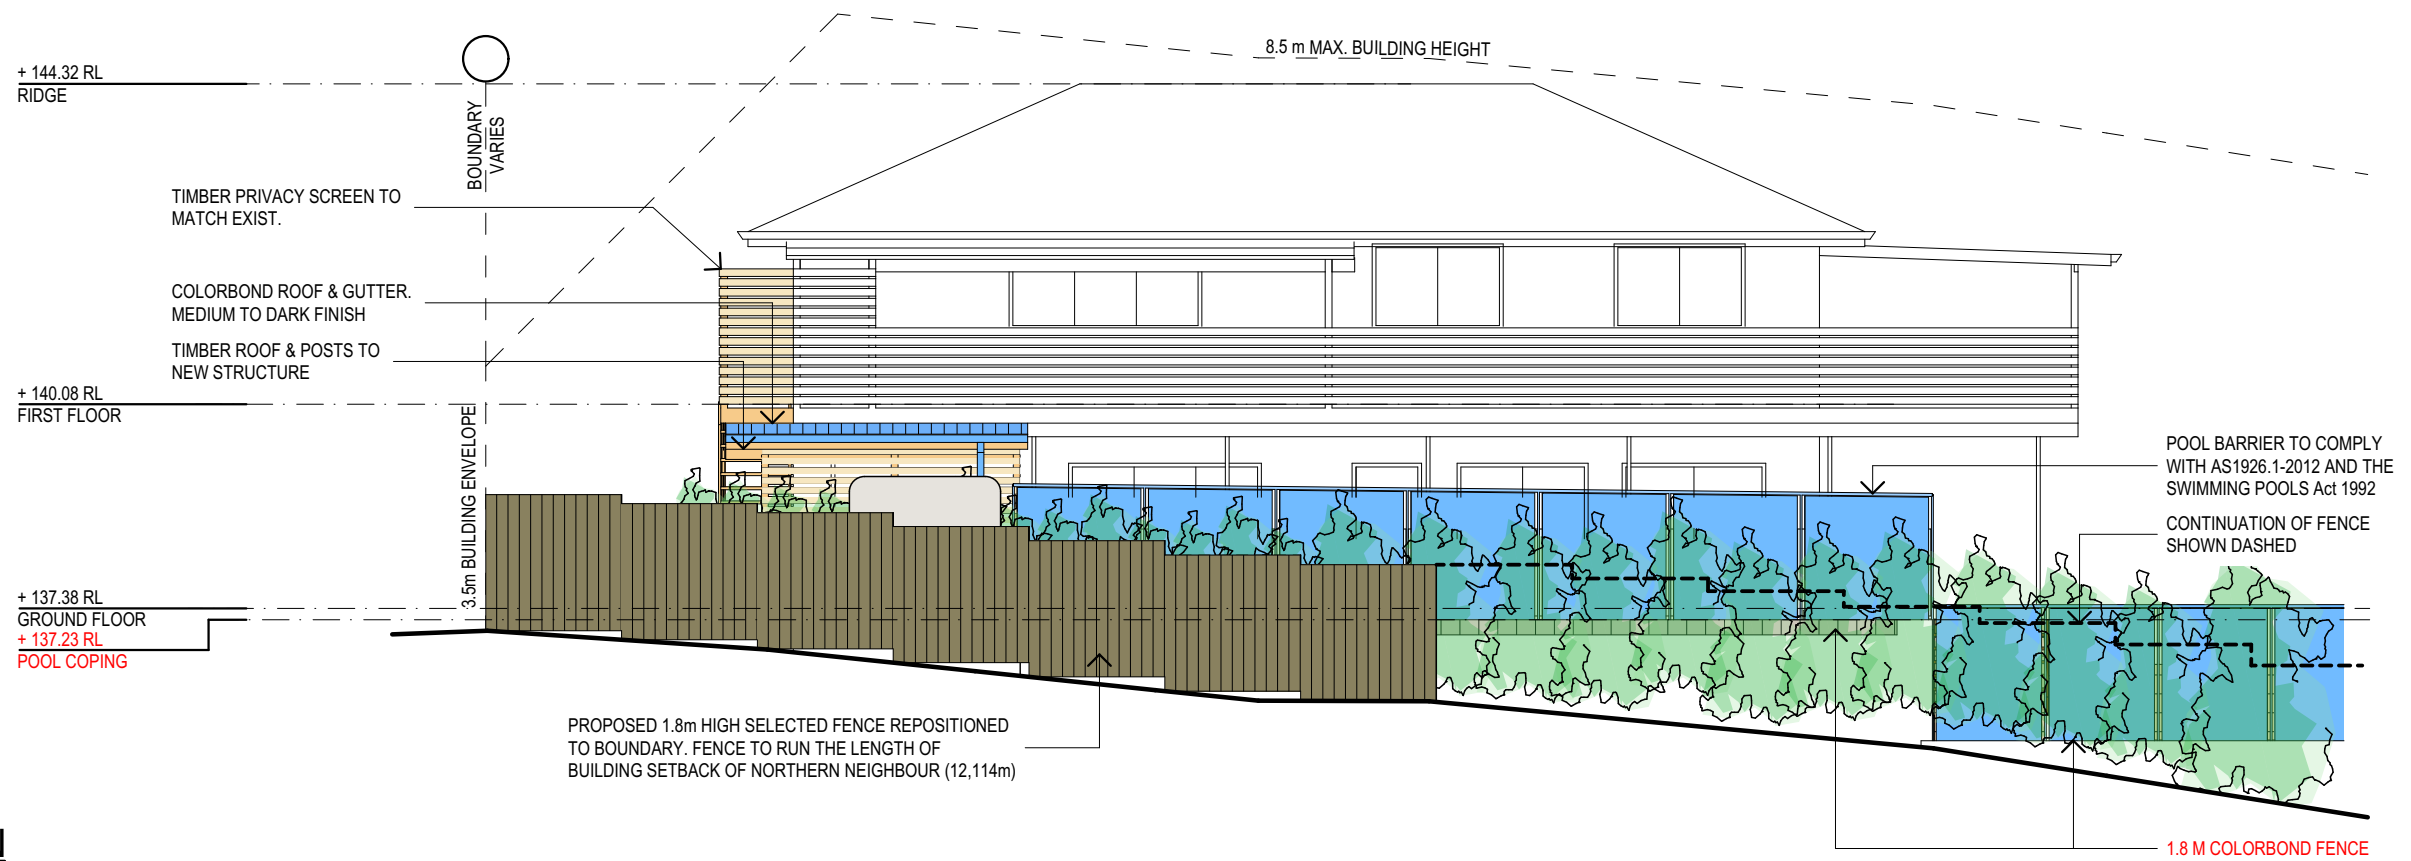 8.5 m MAX. BUILDING HEIGHT
+ 144.32 RL
RIDGE
BOUNDARY
VARIES
TIMBER PRIVACY SCREEN TO
MATCH EXIST.
COLORBOND ROOF & GUTTER.
MEDIUM TO DARK FINISH
TIMBER ROOF & POSTS TO
NEW STRUCTURE
+ 140.08 RL
FIRST FLOOR
3.5m BUILDING ENVELOPE
POOL BARRIER TO COMPLY
WITH AS1926.1-2012 AND THE
SWIMMING POOLS Act 1992
CONTINUATION OF FENCE
SHOWN DASHED
+ 137.38 RL
GROUND FLOOR
+ 137.23 RL
POOL COPING
PROPOSED 1.8m HIGH SELECTED FENCE REPOSITIONED
TO BOUNDARY. FENCE TO RUN THE LENGTH OF
BUILDING SETBACK OF NORTHERN NEIGHBOUR (12,114m)
1.8 M COLORBOND FENCE